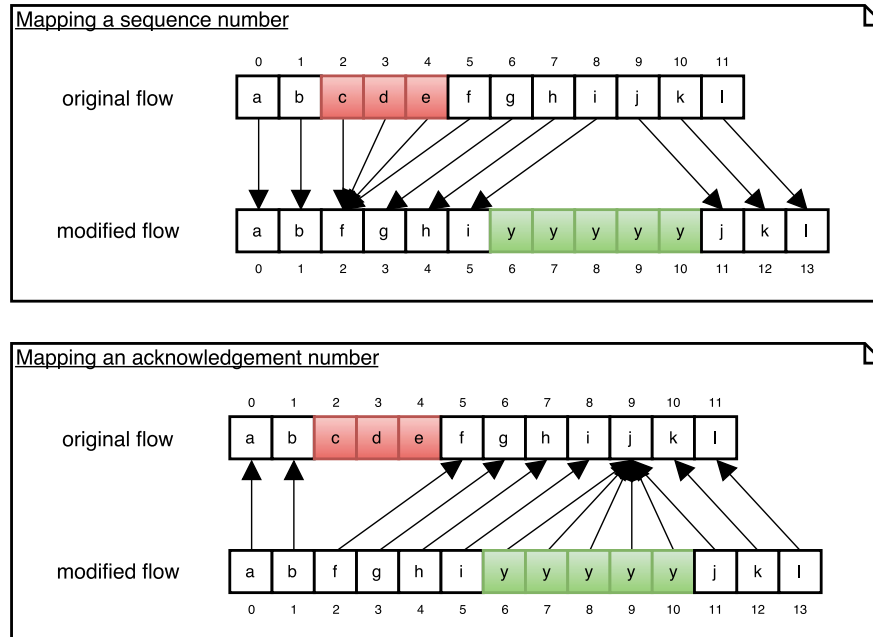 Mapping a sequence number
0 1 2 3 4 5 6 7 8 9 10 11
original flow a b c d e f g h i j k l
modified flow a b f g h i y y y y y j k l
0 1 2 3 4 5 6 7 8 9 10 11 12 13
Mapping an acknowledgement number
0 1 2 3 4 5 6 7 8 9 10 11
original flow a b c d e f g h i j k l
modified flow a b f g h i y y y y y j k l
0 1 2 3 4 5 6 7 8 9 10 11 12 13